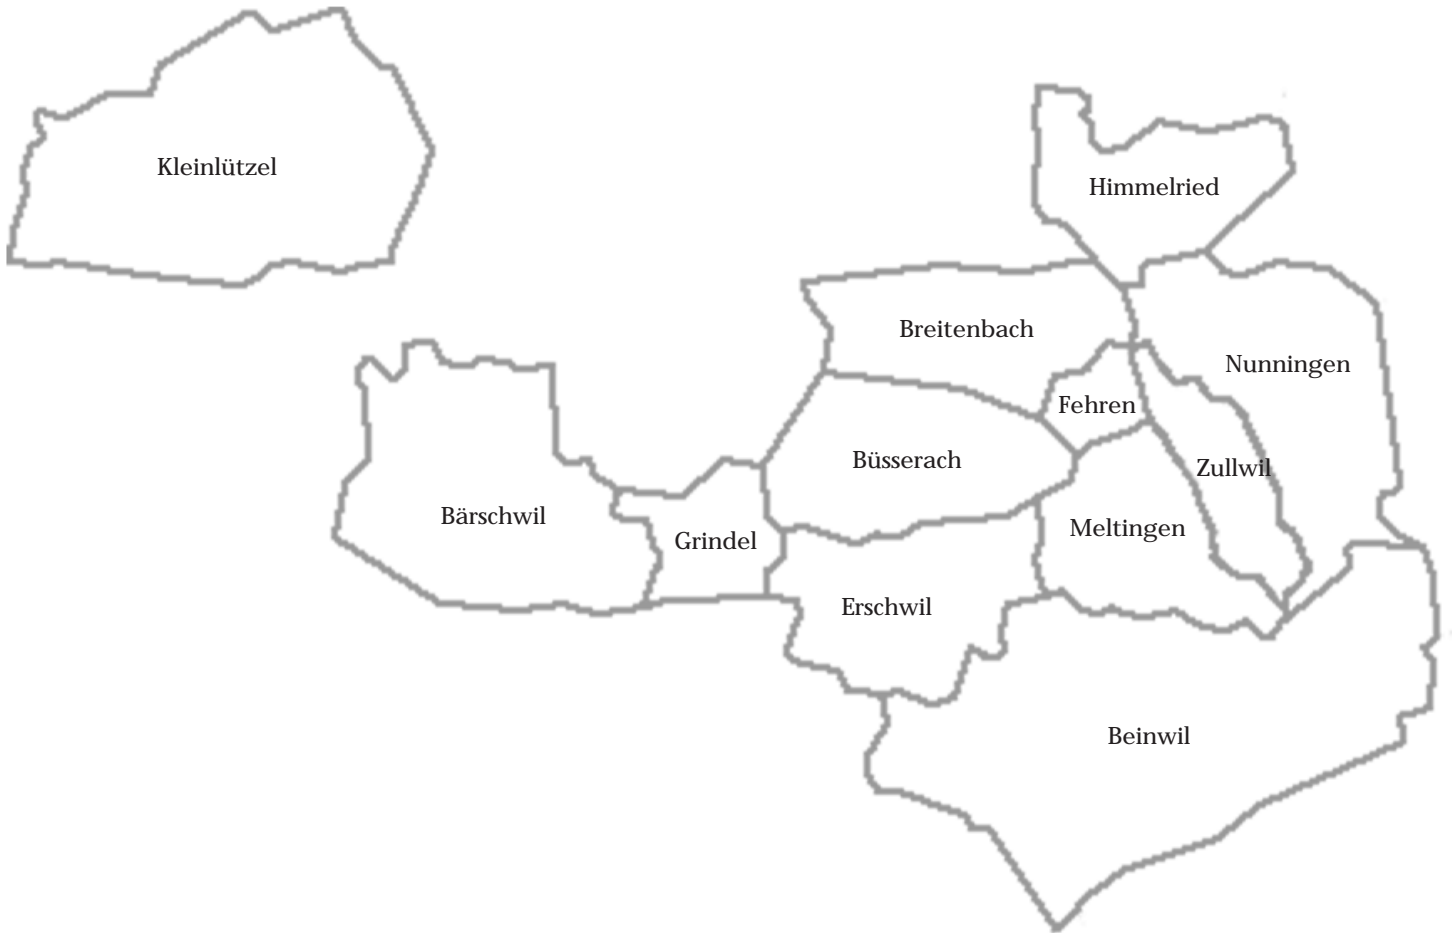 Kleinlützel
Himmelried
Breitenbach
Nunningen
Fehren
Büsserach
Zullwil
Bärschwil
Grindel
Meltingen
Erschwil
Beinwil